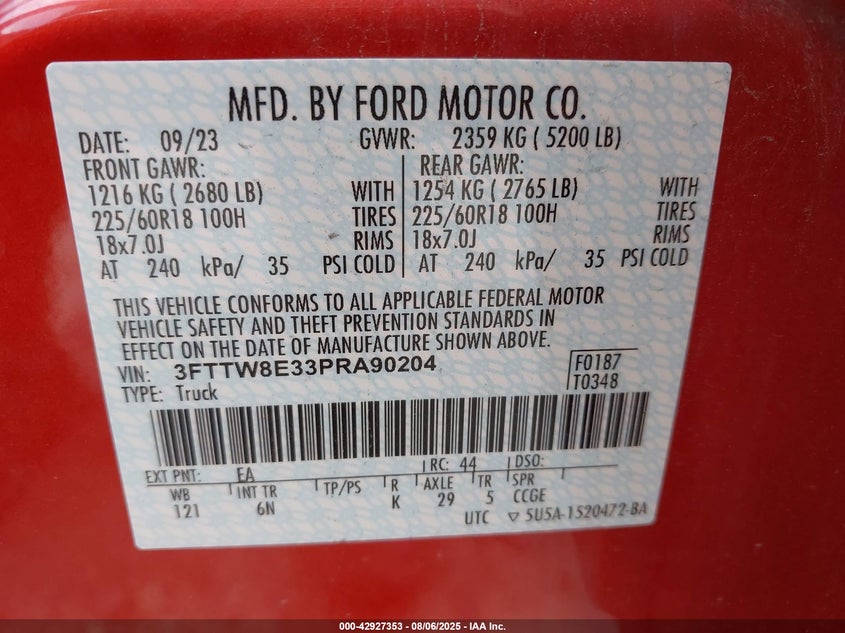 MFD. BY FORD MOTOR CO.
DATE: 09/23 GVWR: 2359 KG ( 5200 LB)
FRONT GAWR: REAR GAWR:
1216 KG ( 2680 LB) WITH 1254 KG ( 2765 LB) WITH
225/60R18 100H TIRES 225/60R18 100H TIRES
18x7.0J RIMS 18x7.0J RIMS
AT 240 kPa/ 35 PSI COLD AT 240 kPa/ 35 PSI COLD
THIS VEHICLE CONFORMS TO ALL APPLICABLE FEDERAL MOTOR
VEHICLE SAFETY AND THEFT PREVENTION STANDARDS IN
EFFECT ON THE DATE OF MANUFACTURE SHOWN ABOVE.
VIN: 3FTTW8E33PRA90204 F0187
TYPE: Truck T0348
EXT PNT: EA RC: 44 DSO:
WB INT TR TP/PS R AXLE TR SPR
121 6N K 29 5 CCGE
UTC ▽ 5U5A-1520472-BA
000-42927353 - 08/06/2025 - IAA Inc.